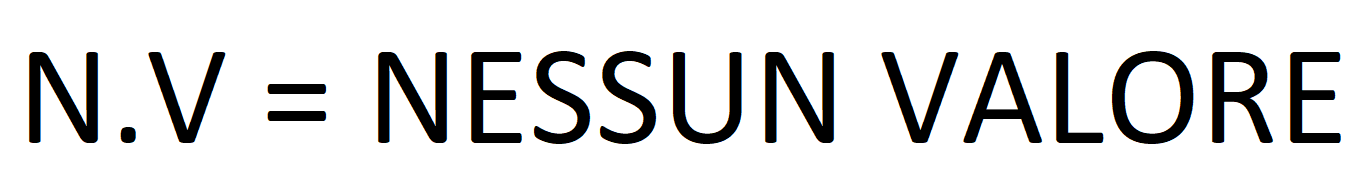 N.V = NESSUN VALORE